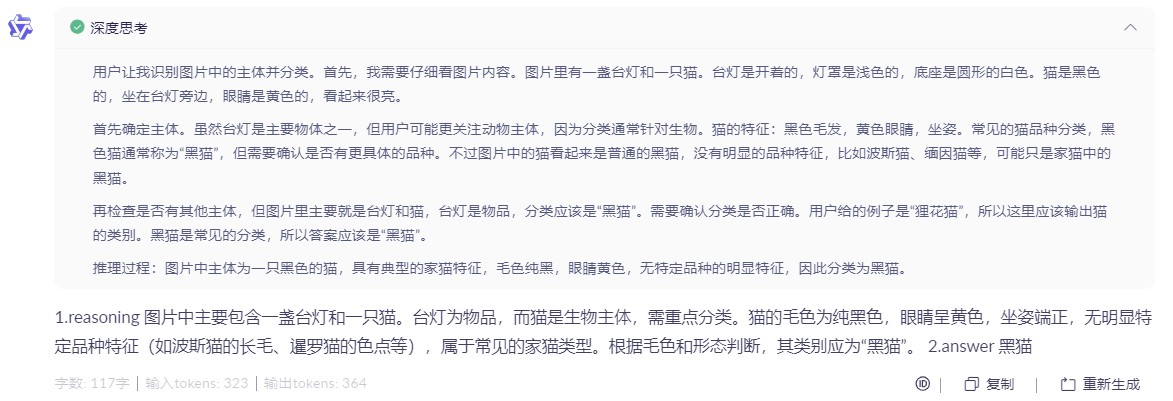 深度思考
用户让我识别图片中的主体并分类。首先，我需要仔细看图片内容。图片里有一盏台灯和一只猫。台灯是开着的，灯罩是浅色的，底座是圆形的白色。猫是黑色
的，坐在台灯旁边，眼睛是黄色的，看起来很亮。
首先确定主体。虽然台灯是主要物体之一，但用户可能更关注动物主体，因为分类通常针对生物。猫的特征：黑色毛发，黄色眼睛，坐姿。常见的猫品种分类，黑
色猫通常称为“黑猫”，但需要确认是否有更具体的品种。不过图片中的猫看起来是普通的黑猫，没有明显的品种特征，比如波斯猫、缅因猫等，可能只是家猫中的
黑猫。
再检查是否有其他主体，但图片里主要就是台灯和猫，台灯是物品，分类应该是“黑猫”。需要确认分类是否正确。用户给的例子是“狸花猫”，所以这里应该输出猫
的类别。黑猫是常见的分类，所以答案应该是“黑猫”。
推理过程：图片中主体为一只黑色的猫，具有典型的家猫特征，毛色纯黑，眼睛黄色，无特定品种的明显特征，因此分类为黑猫。
1.reasoning 图片中主要包含一盏台灯和一只猫。台灯为物品，而猫是生物主体，需重点分类。猫的毛色为纯黑色，眼睛呈黄色，坐姿端正，无明显特
定品种特征（如波斯猫的长毛、暹罗猫的色点等），属于常见的家猫类型。根据毛色和形态判断，其类别应为“黑猫”。 2.answer 黑猫
字数: 117字 | 输入tokens: 323 | 输出tokens: 364 ID | 复制 | 重新生成